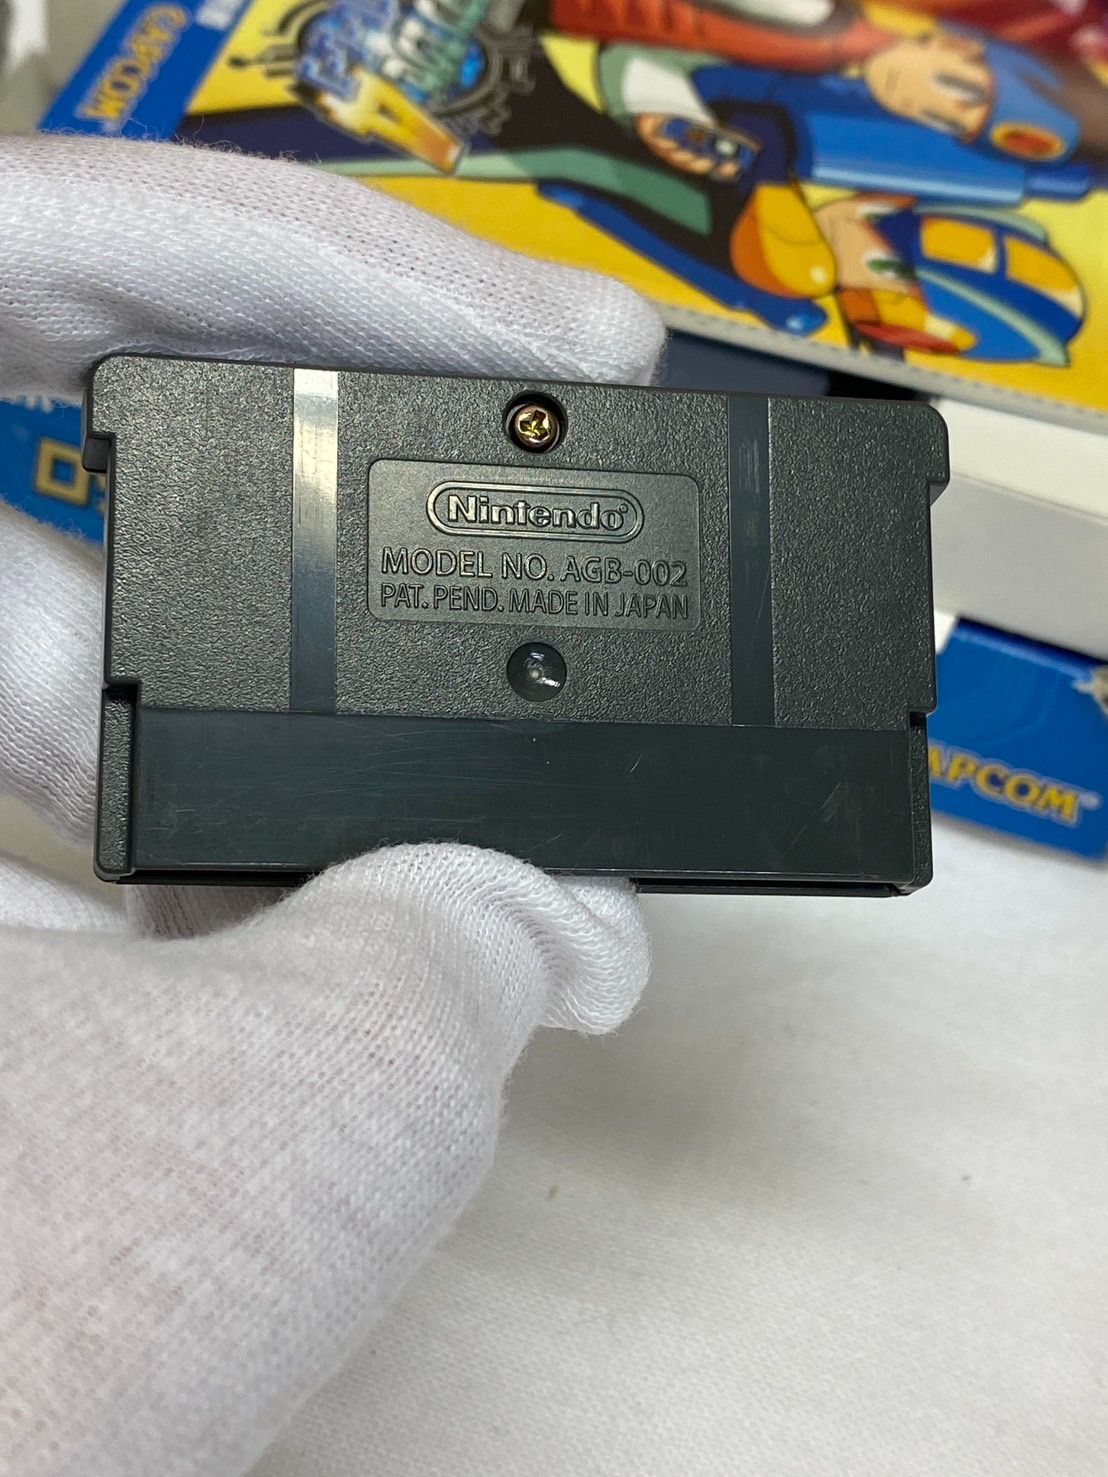 CAPCOM
Nintendo®
MODEL NO. AGB-002
PAT. PEND. MADE IN JAPAN
CAPCOM®